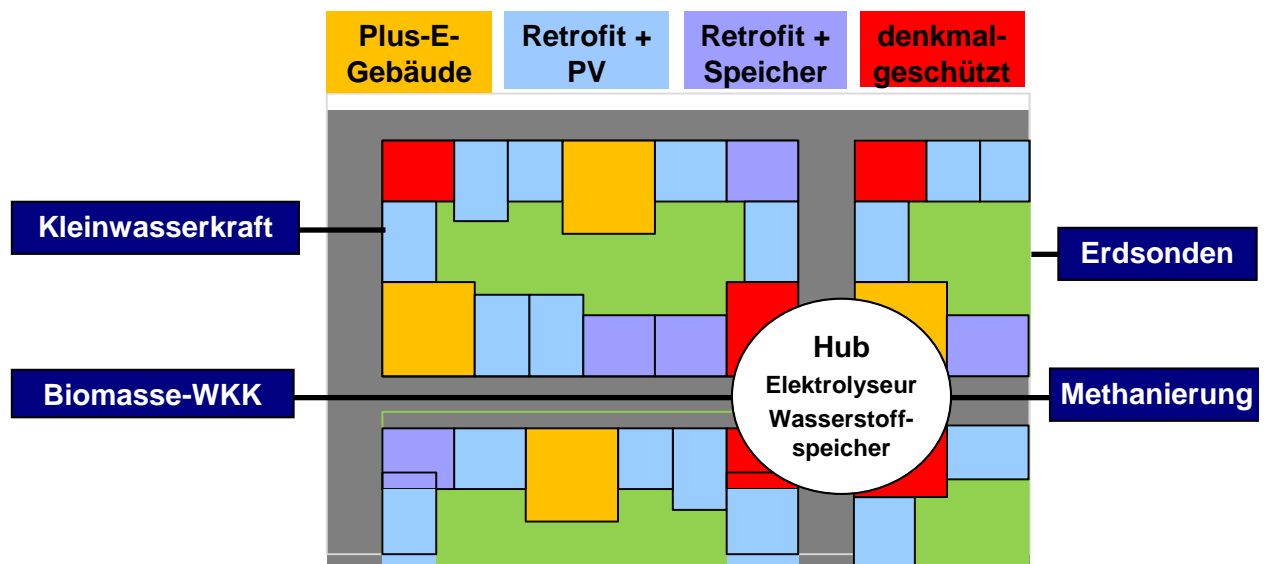 Plus-E-
Gebäude
Retrofit +
PV
Retrofit +
Speicher
denkmal-
geschützt
Kleinwasserkraft
Erdsonden
Hub
Elektrolyseur
Wasserstoff-
speicher
Biomasse-WKK
Methanierung